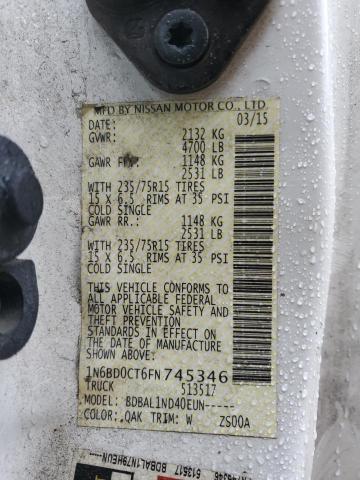 MFD BY NISSAN MOTOR CO., LTD.
DATE: 03/15
GVWR: 2132 KG
4700 LB
GAWR F 1148 KG
2531 LB
WITH 235/75R15 TIRES
15 X 6.5 RIMS AT 35 PSI
COLD SINGLE
GAWR RR.: 1148 KG
2531 LB
WITH 235/75R15 TIRES
15 X 6.5 RIMS AT 35 PSI
COLD SINGLE
THIS VEHICLE CONFORMS TO
ALL APPLICABLE FEDERAL
MOTOR VEHICLE SAFETY AND
THEFT PREVENTION
STANDARDS IN EFFECT ON
THE DATE OF MANUFACTURE
SHOWN ABOVE.
1N6BD0CT6FN745346
TRUCK 513517
MODEL: BDBAL1ND40EUN-----
COLOR: QAK TRIM: W ZS00A
613517 BDBAL1N79HEUN